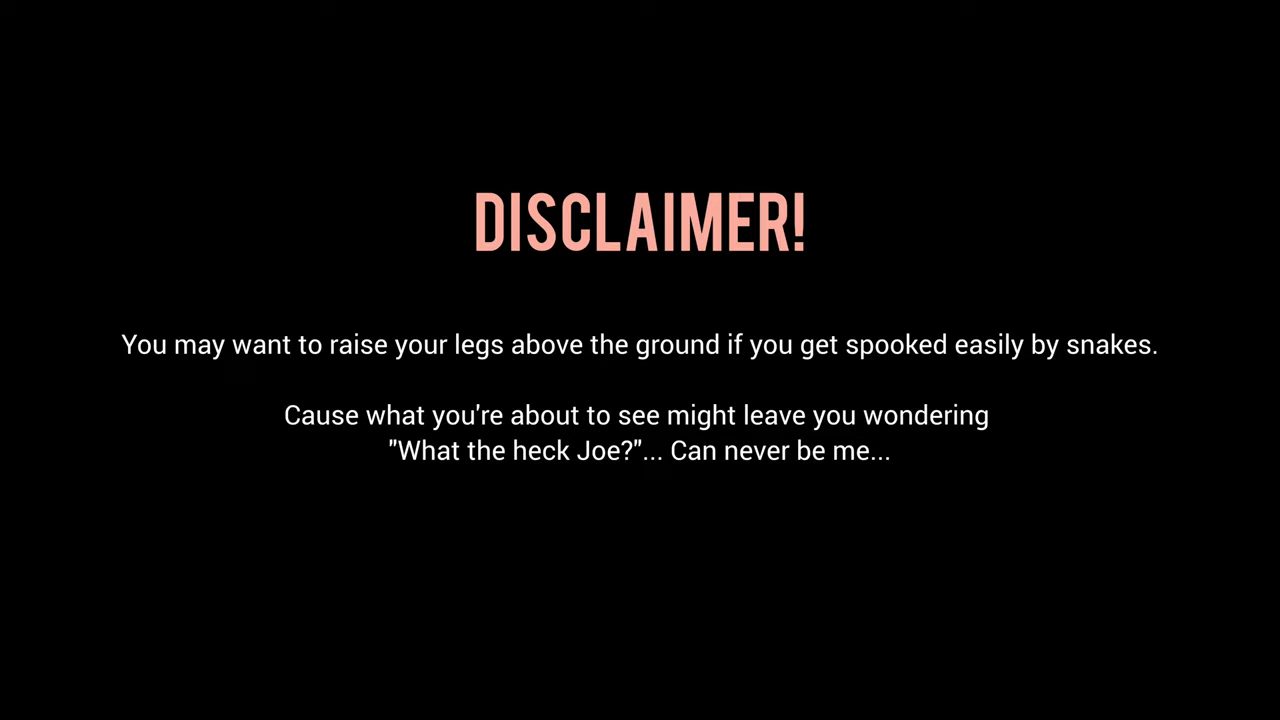 DISCLAIMER!
You may want to raise your legs above the ground if you get spooked easily by snakes.
Cause what you're about to see might leave you wondering
"What the heck Joe?"... Can never be me...